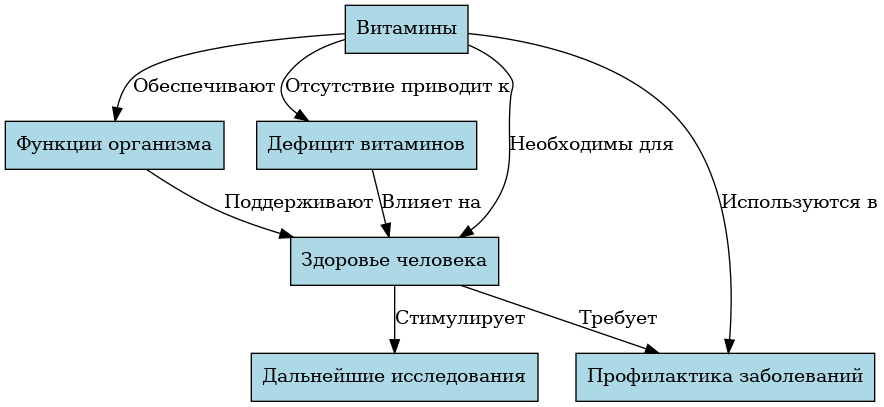 Витамины
Обеспечивают
Отсутствие приводит к
Функции организма
Дефицит витаминов
Необходимы для
Поддерживают
Влияет на
Используются в
Здоровье человека
Стимулирует
Требует
Дальнейшие исследования
Профилактика заболеваний